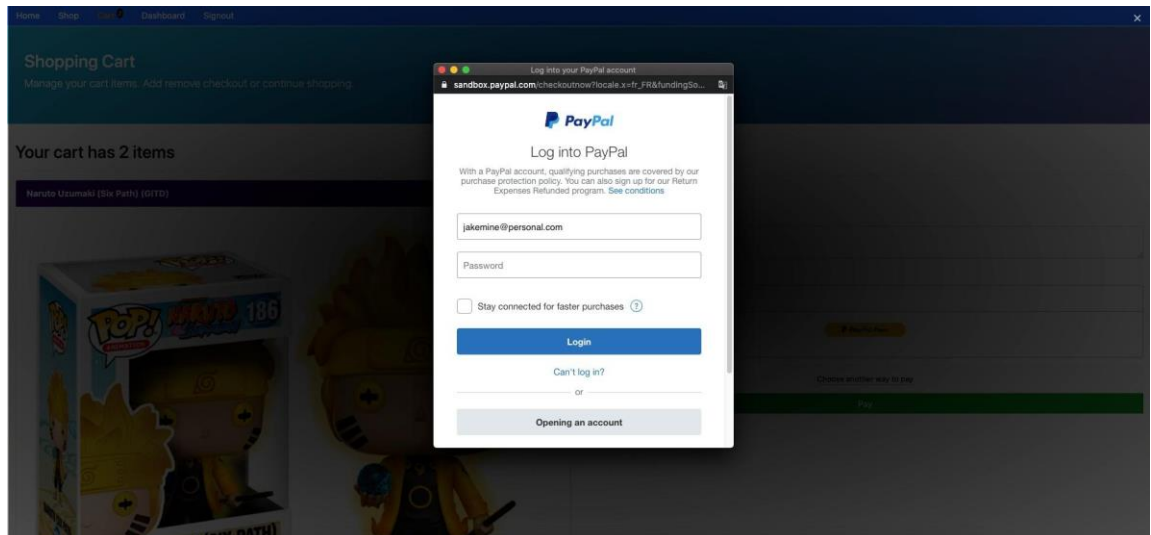 Home Shop Cart Dashboard Signout
×
Shopping Cart
Manage your cart items. Add remove checkout or continue shopping.
Your cart has 2 items
Naruto Uzumaki (Six Path) (GITD)
POP!
ANIMATION
186
POP!
PATH)
Log into your PayPal account
sandbox.paypal.com/checkoutnow?locale.x=fr_FR&fundingSo...
PayPal
Log into PayPal
With a PayPal account, qualifying purchases are covered by our
purchase protection policy. You can also sign up for our Return
Expenses Refunded program. See conditions
jakemine@personal.com
Password
Stay connected for faster purchases ?
Login
Can't log in?
or
Opening an account
Choose another way to pay
Pay